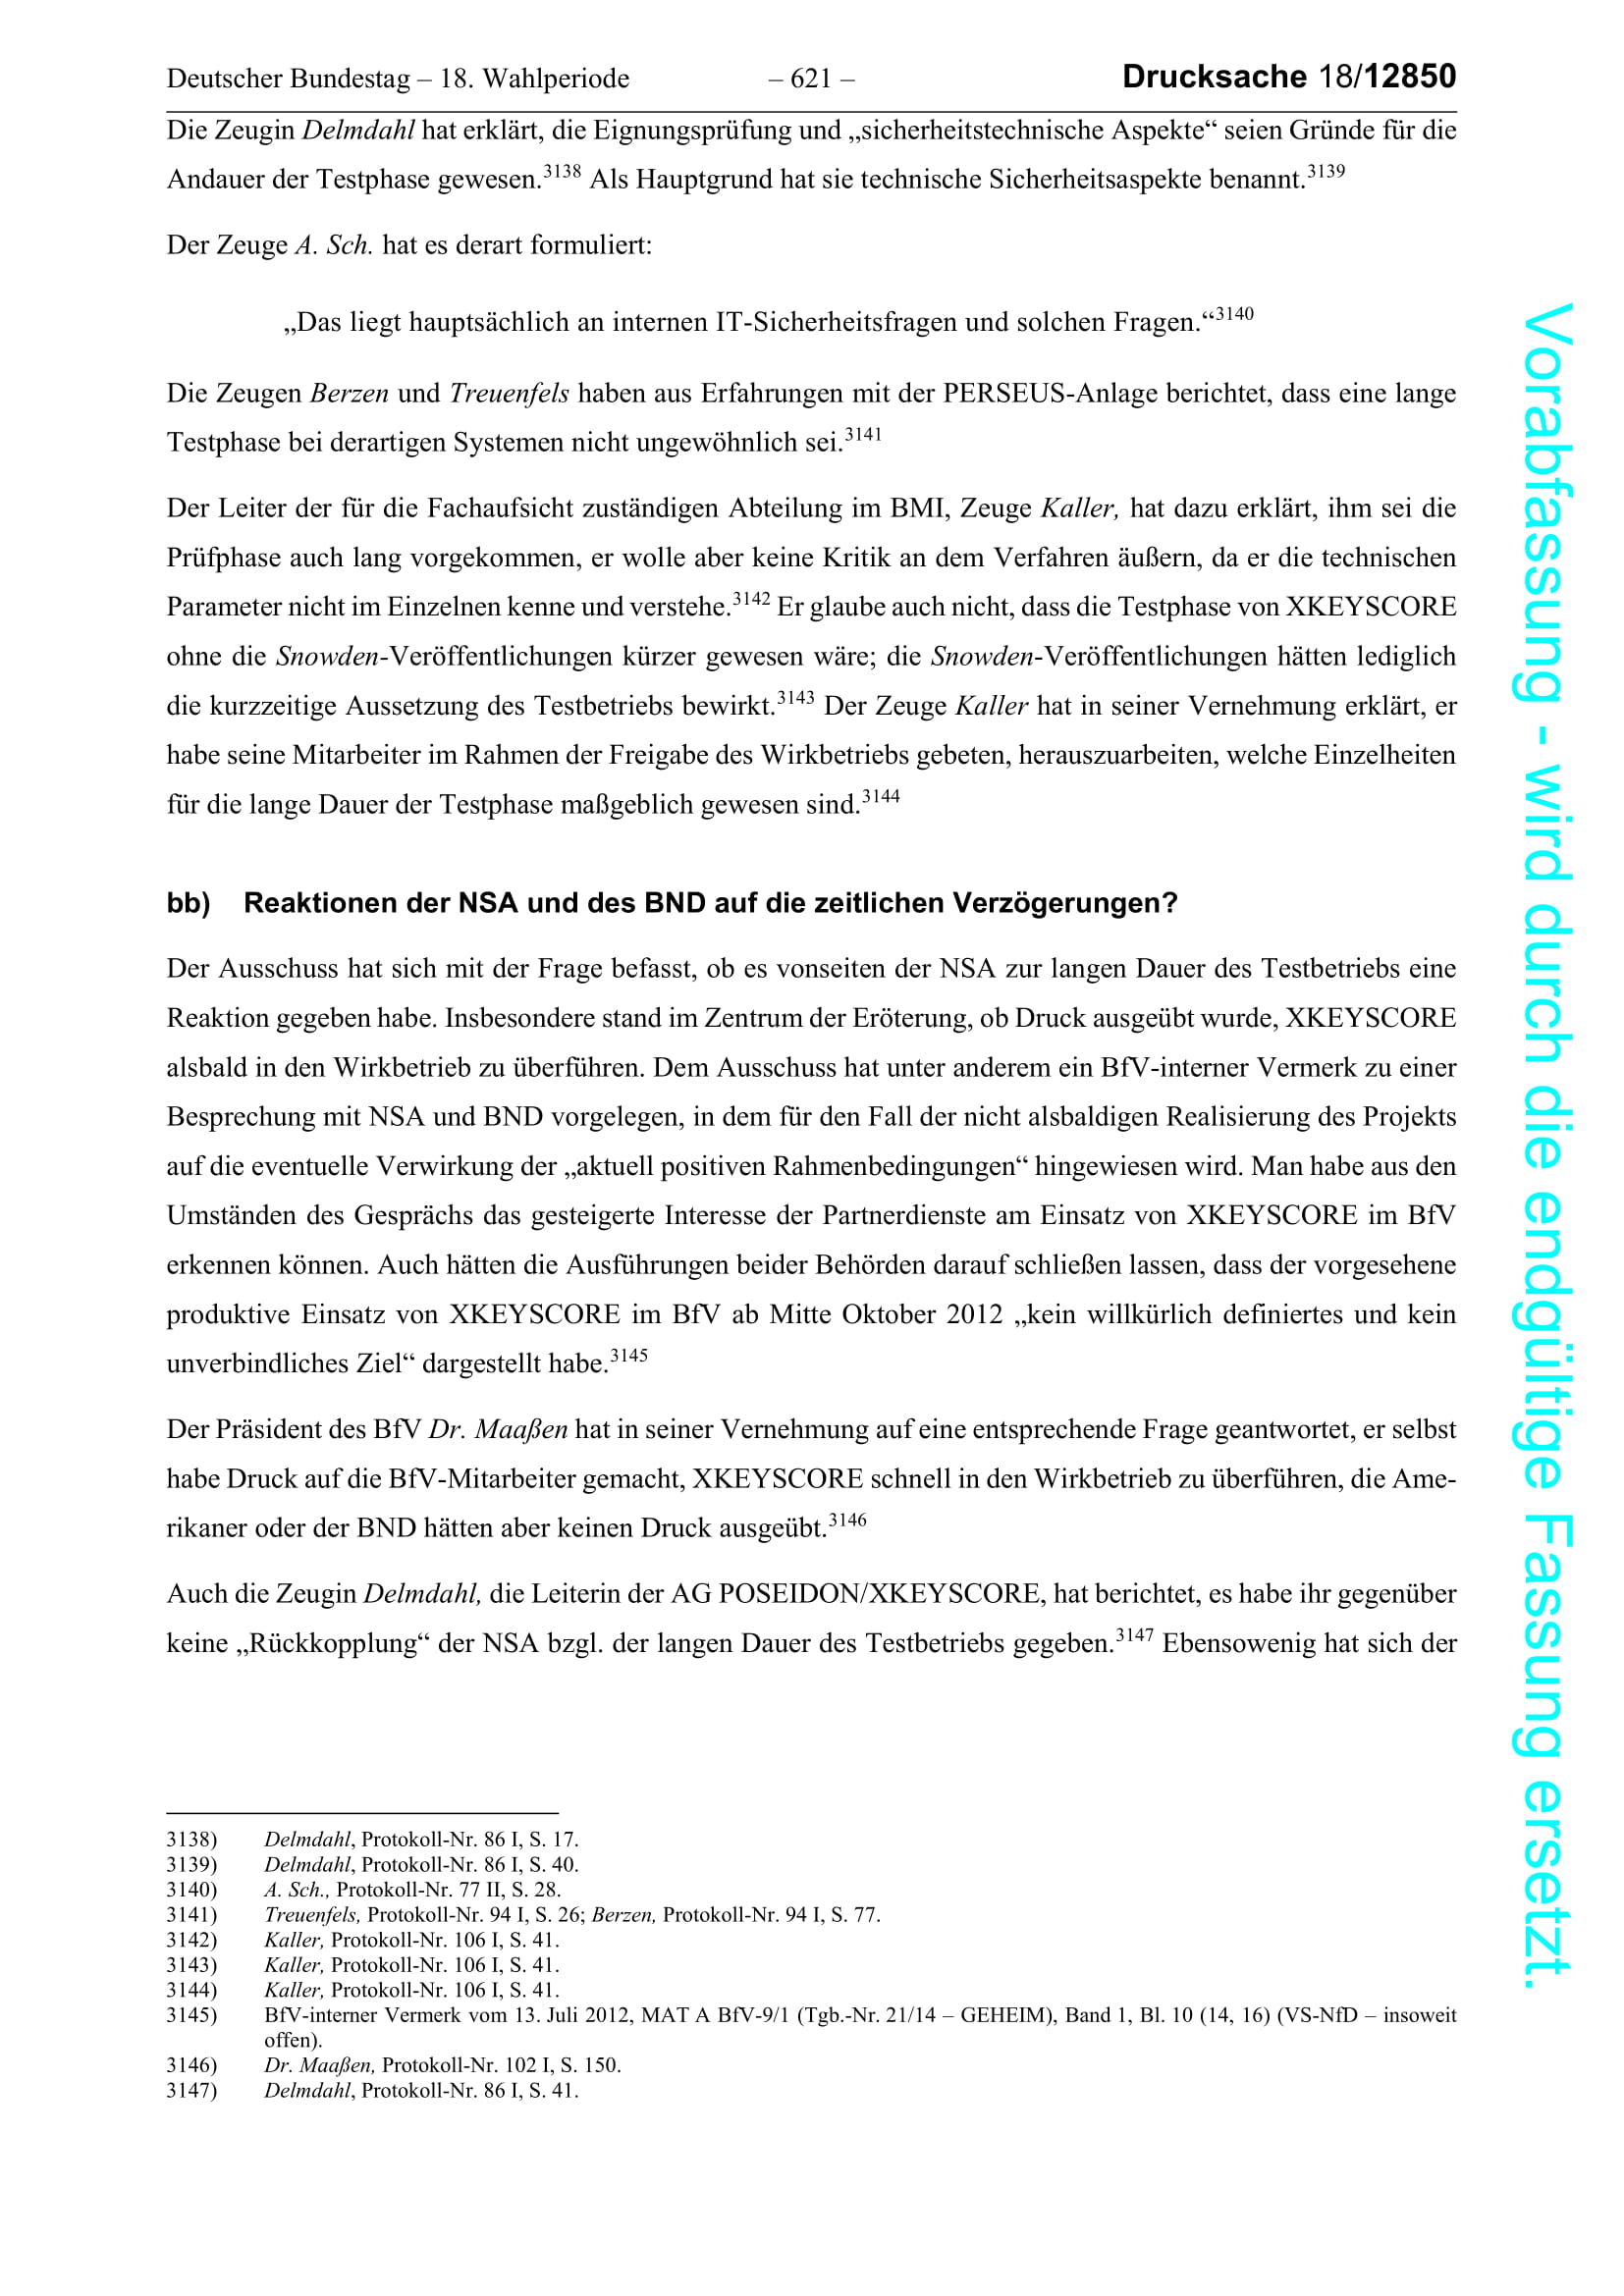 Deutscher Bundestag – 18. Wahlperiode – 621 – Drucksache 18/12850
Die Zeugin Delmdahl hat erklärt, die Eignungsprüfung und „sicherheitstechnische Aspekte“ seien Gründe für die
Andauer der Testphase gewesen.3138 Als Hauptgrund hat sie technische Sicherheitsaspekte benannt.3139
Der Zeuge A. Sch. hat es derart formuliert:
„Das liegt hauptsächlich an internen IT-Sicherheitsfragen und solchen Fragen.“3140
Die Zeugen Berzen und Treuenfels haben aus Erfahrungen mit der PERSEUS-Anlage berichtet, dass eine lange
Testphase bei derartigen Systemen nicht ungewöhnlich sei.3141
Der Leiter der für die Fachaufsicht zuständigen Abteilung im BMI, Zeuge Kaller, hat dazu erklärt, ihm sei die
Prüfphase auch lang vorgekommen, er wolle aber keine Kritik an dem Verfahren äußern, da er die technischen
Parameter nicht im Einzelnen kenne und verstehe.3142 Er glaube auch nicht, dass die Testphase von XKEYSCORE
ohne die Snowden-Veröffentlichungen kürzer gewesen wäre; die Snowden-Veröffentlichungen hätten lediglich
die kurzzeitige Aussetzung des Testbetriebs bewirkt.3143 Der Zeuge Kaller hat in seiner Vernehmung erklärt, er
habe seine Mitarbeiter im Rahmen der Freigabe des Wirkbetriebs gebeten, herauszuarbeiten, welche Einzelheiten
für die lange Dauer der Testphase maßgeblich gewesen sind.3144
bb) Reaktionen der NSA und des BND auf die zeitlichen Verzögerungen?
Der Ausschuss hat sich mit der Frage befasst, ob es vonseiten der NSA zur langen Dauer des Testbetriebs eine
Reaktion gegeben habe. Insbesondere stand im Zentrum der Eröterung, ob Druck ausgeübt wurde, XKEYSCORE
alsbald in den Wirkbetrieb zu überführen. Dem Ausschuss hat unter anderem ein BfV-interner Vermerk zu einer
Besprechung mit NSA und BND vorgelegen, in dem für den Fall der nicht alsbaldigen Realisierung des Projekts
auf die eventuelle Verwirkung der „aktuell positiven Rahmenbedingungen“ hingewiesen wird. Man habe aus den
Umständen des Gesprächs das gesteigerte Interesse der Partnerdienste am Einsatz von XKEYSCORE im BfV
erkennen können. Auch hätten die Ausführungen beider Behörden darauf schließen lassen, dass der vorgesehene
produktive Einsatz von XKEYSCORE im BfV ab Mitte Oktober 2012 „kein willkürlich definiertes und kein
unverbindliches Ziel“ dargestellt habe.3145
Der Präsident des BfV Dr. Maaßen hat in seiner Vernehmung auf eine entsprechende Frage geantwortet, er selbst
habe Druck auf die BfV-Mitarbeiter gemacht, XKEYSCORE schnell in den Wirkbetrieb zu überführen, die Ame-
rikaner oder der BND hätten aber keinen Druck ausgeübt.3146
Auch die Zeugin Delmdahl, die Leiterin der AG POSEIDON/XKEYSCORE, hat berichtet, es habe ihr gegenüber
keine „Rückkopplung“ der NSA bzgl. der langen Dauer des Testbetriebs gegeben.3147 Ebensowenig hat sich der
3138) Delmdahl, Protokoll-Nr. 86 I, S. 17.
3139) Delmdahl, Protokoll-Nr. 86 I, S. 40.
3140) A. Sch., Protokoll-Nr. 77 II, S. 28.
3141) Treuenfels, Protokoll-Nr. 94 I, S. 26; Berzen, Protokoll-Nr. 94 I, S. 77.
3142) Kaller, Protokoll-Nr. 106 I, S. 41.
3143) Kaller, Protokoll-Nr. 106 I, S. 41.
3144) Kaller, Protokoll-Nr. 106 I, S. 41.
3145) BfV-interner Vermerk vom 13. Juli 2012, MAT A BfV-9/1 (Tgb.-Nr. 21/14 – GEHEIM), Band 1, Bl. 10 (14, 16) (VS-NfD – insoweit
offen).
3146) Dr. Maaßen, Protokoll-Nr. 102 I, S. 150.
3147) Delmdahl, Protokoll-Nr. 86 I, S. 41.
Vorabfassung - wird durch die endgültige Fassung ersetzt.